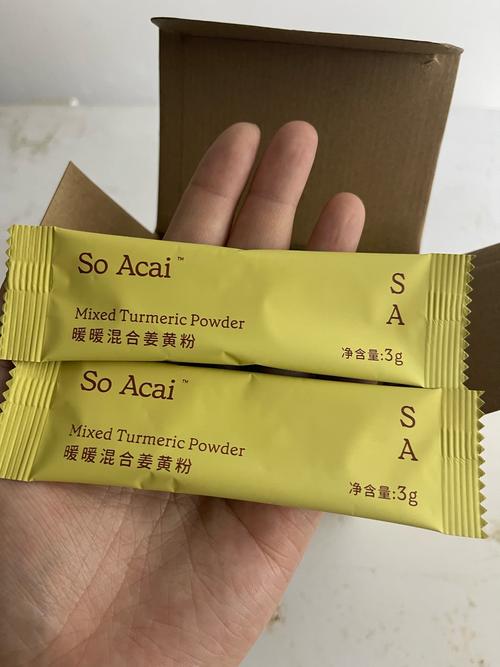 So Acai™
S
A
Mixed Turmeric Powder
暖暖混合姜黄粉
净含量:3g
So Acai™
S
A
Mixed Turmeric Powder
暖暖混合姜黄粉
净含量:3g